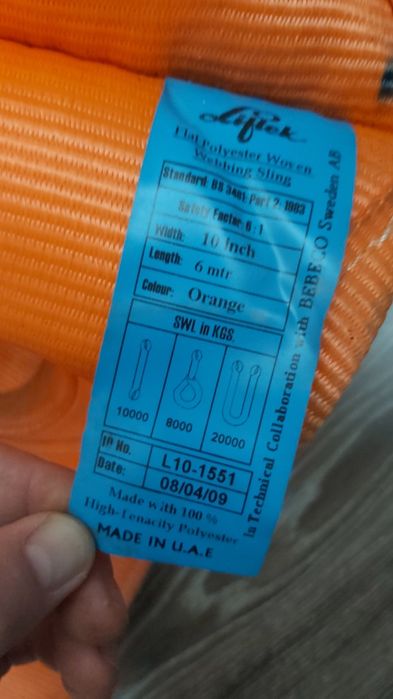 Liftek
Flat Polyester Woven
Webbing Sling
Standard: BS 3481 Part 2: 1983
Safety Factor: 6 : 1
Width: 10 Inch
Length: 6 mtr
Colour: Orange
SWL in KGS.
10000 8000 20000
ID No. L10-1551
Date: 08/04/09
Made with 100 %
High-Tenacity Polyester
MADE IN U.A.E
In Technical Collaboration with BEBECO Sweden AB